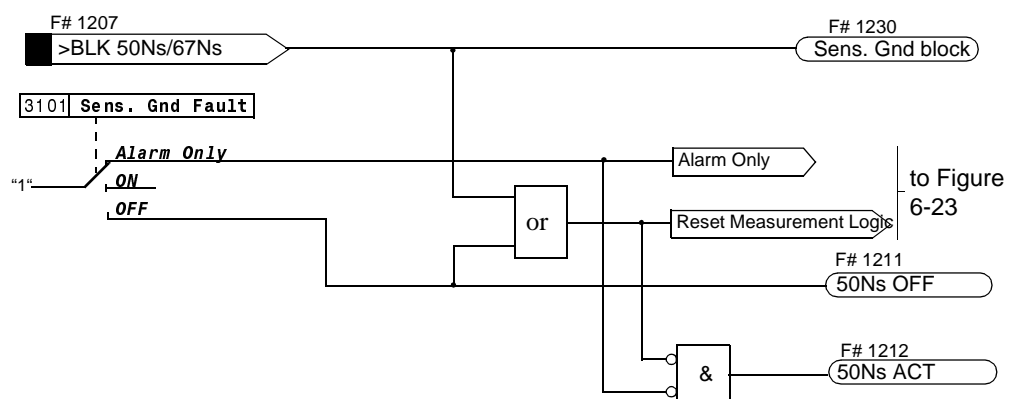 F# 1207
>BLK 50Ns/67Ns
F# 1230
Sens. Gnd block
3101 Sens. Gnd Fault
Alarm Only
"1"
ON
OFF
Alarm Only
or
Reset Measurement Logic
to Figure
6-23
F# 1211
50Ns OFF
&
F# 1212
50Ns ACT